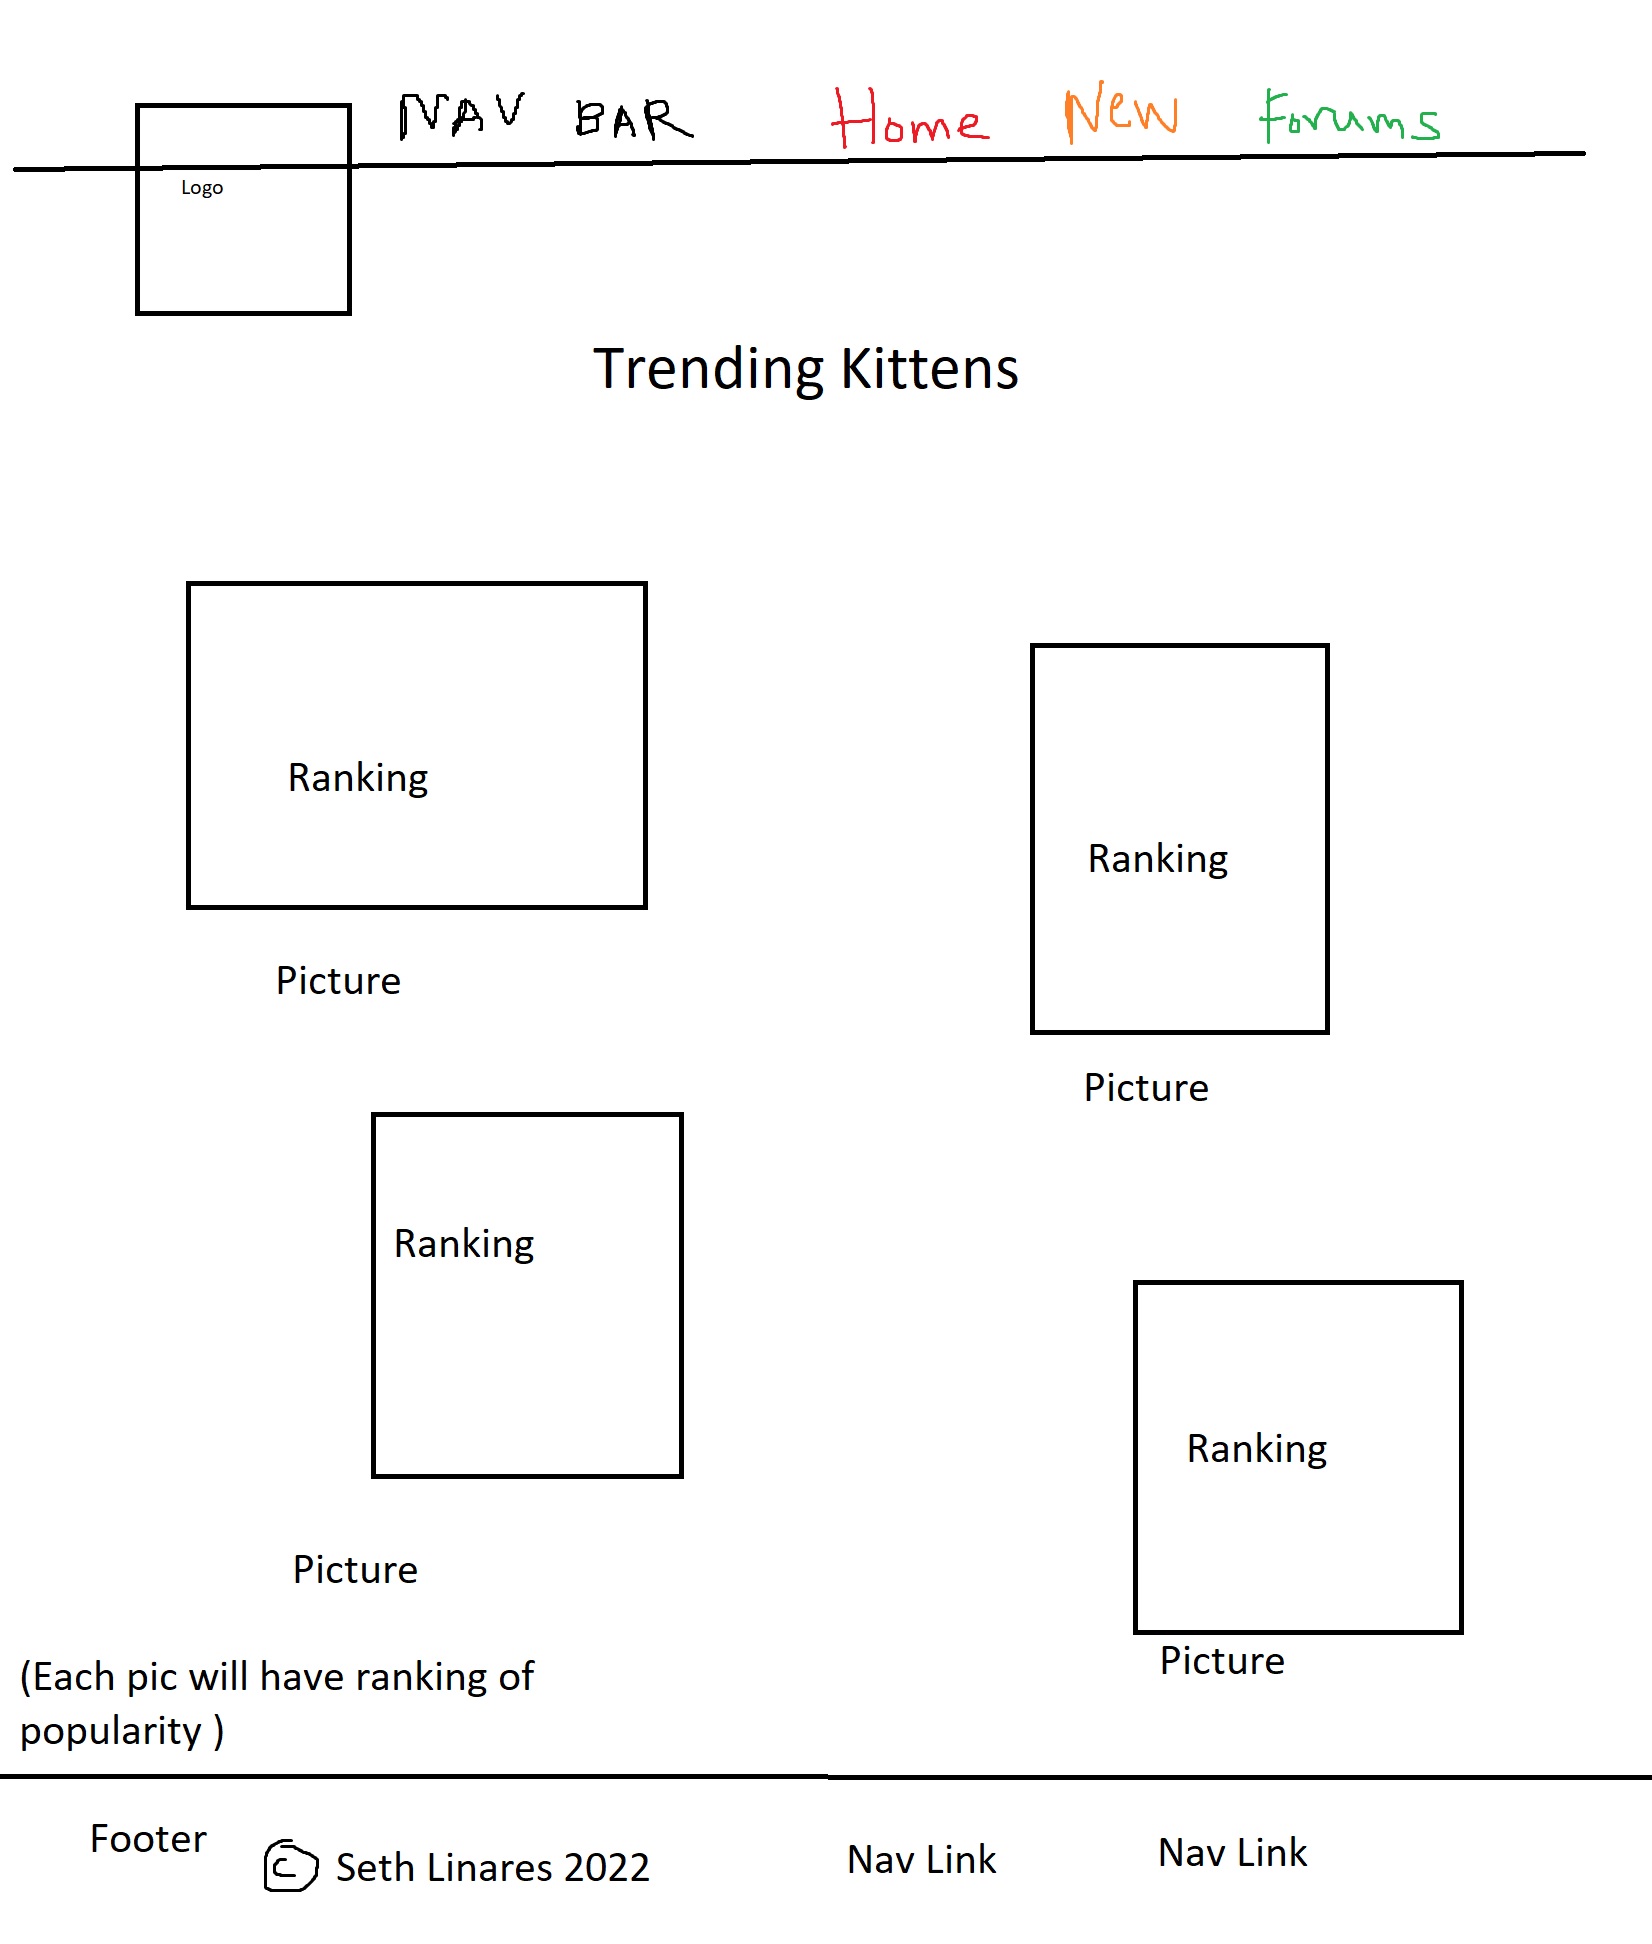 NAV BAR Home New Forums
Logo
Trending Kittens
Ranking
Ranking
Picture
Picture
Ranking
Ranking
Picture
Picture
(Each pic will have ranking of
popularity )
Footer
© Seth Linares 2022
Nav Link
Nav Link